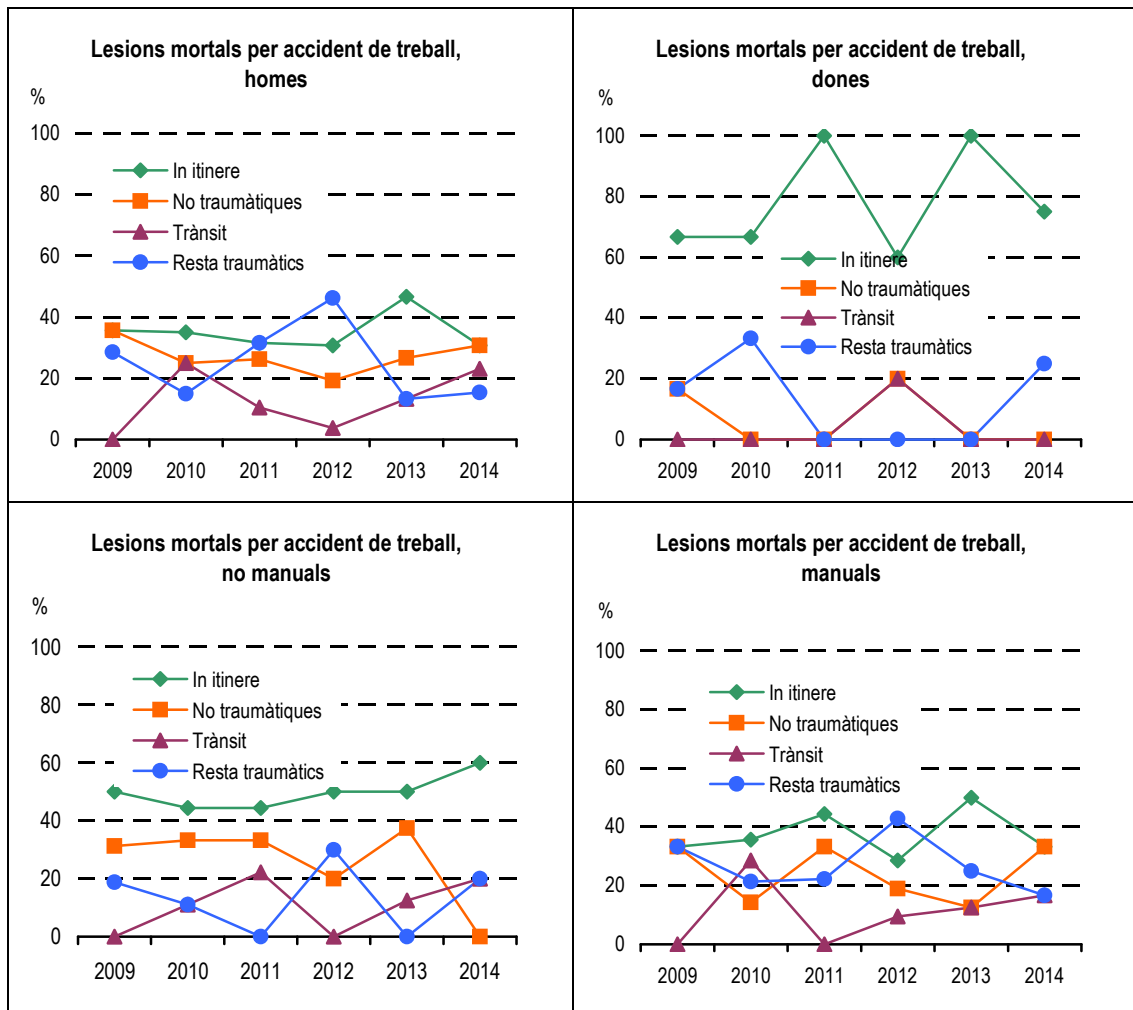 Lesions mortals per accident de treball,
homes
%
100
80
60
40
20
0
In itinere
No traumàtiques
Trànsit
Resta traumàtics
2009 2010 2011 2012 2013 2014
Lesions mortals per accident de treball,
dones
%
100
80
60
40
20
0
In itinere
No traumàtiques
Trànsit
Resta traumàtics
2009 2010 2011 2012 2013 2014
Lesions mortals per accident de treball,
no manuals
%
100
80
60
40
20
0
In itinere
No traumàtiques
Trànsit
Resta traumàtics
2009 2010 2011 2012 2013 2014
Lesions mortals per accident de treball,
manuals
%
100
80
60
40
20
0
In itinere
No traumàtiques
Trànsit
Resta traumàtics
2009 2010 2011 2012 2013 2014